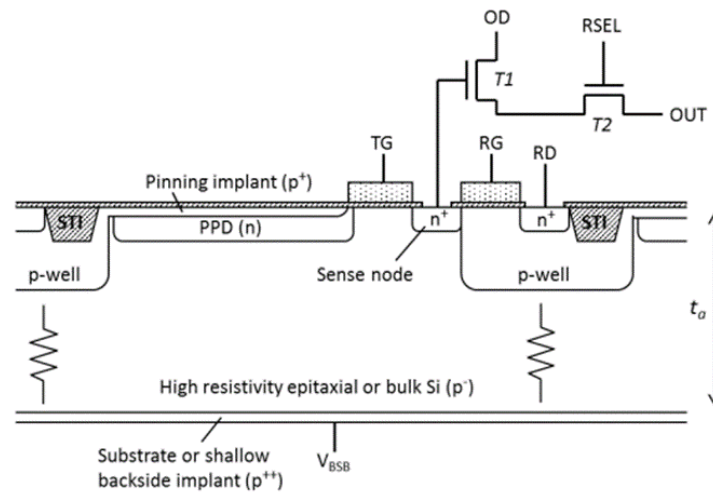 OD
RSEL
T1
T2
OUT
TG
RG
RD
Pinning implant (p⁺)
STI
PPD (n)
n⁺
n⁺
STI
Sense node
p-well
p-well
tₐ
High resistivity epitaxial or bulk Si (p⁻)
Substrate or shallow
backside implant (p⁺⁺)
V_BSB